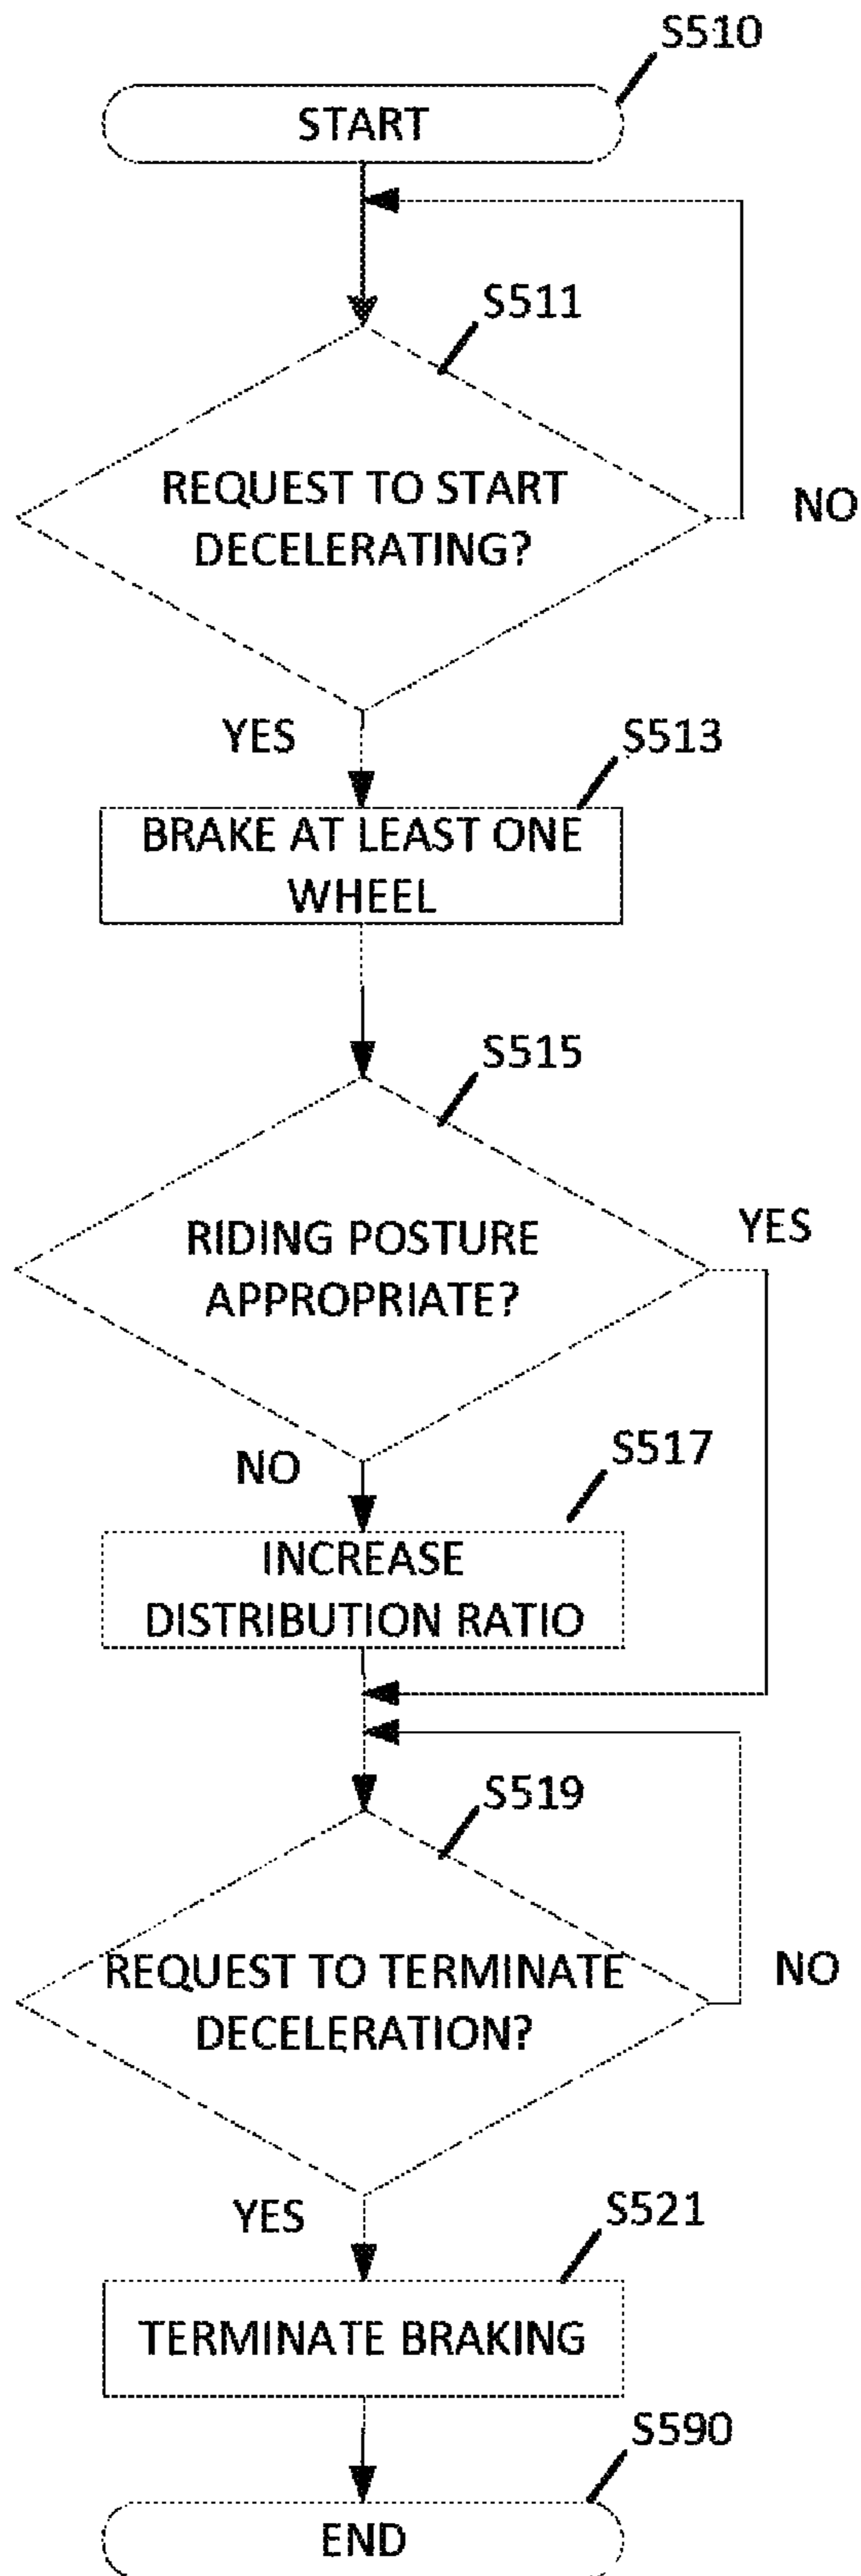 S510
START
S511
REQUEST TO START
DECELERATING?
NO
YES
S513
BRAKE AT LEAST ONE
WHEEL
S515
RIDING POSTURE
APPROPRIATE?
YES
NO
S517
INCREASE
DISTRIBUTION RATIO
S519
REQUEST TO TERMINATE
DECELERATION?
NO
YES
S521
TERMINATE BRAKING
S590
END